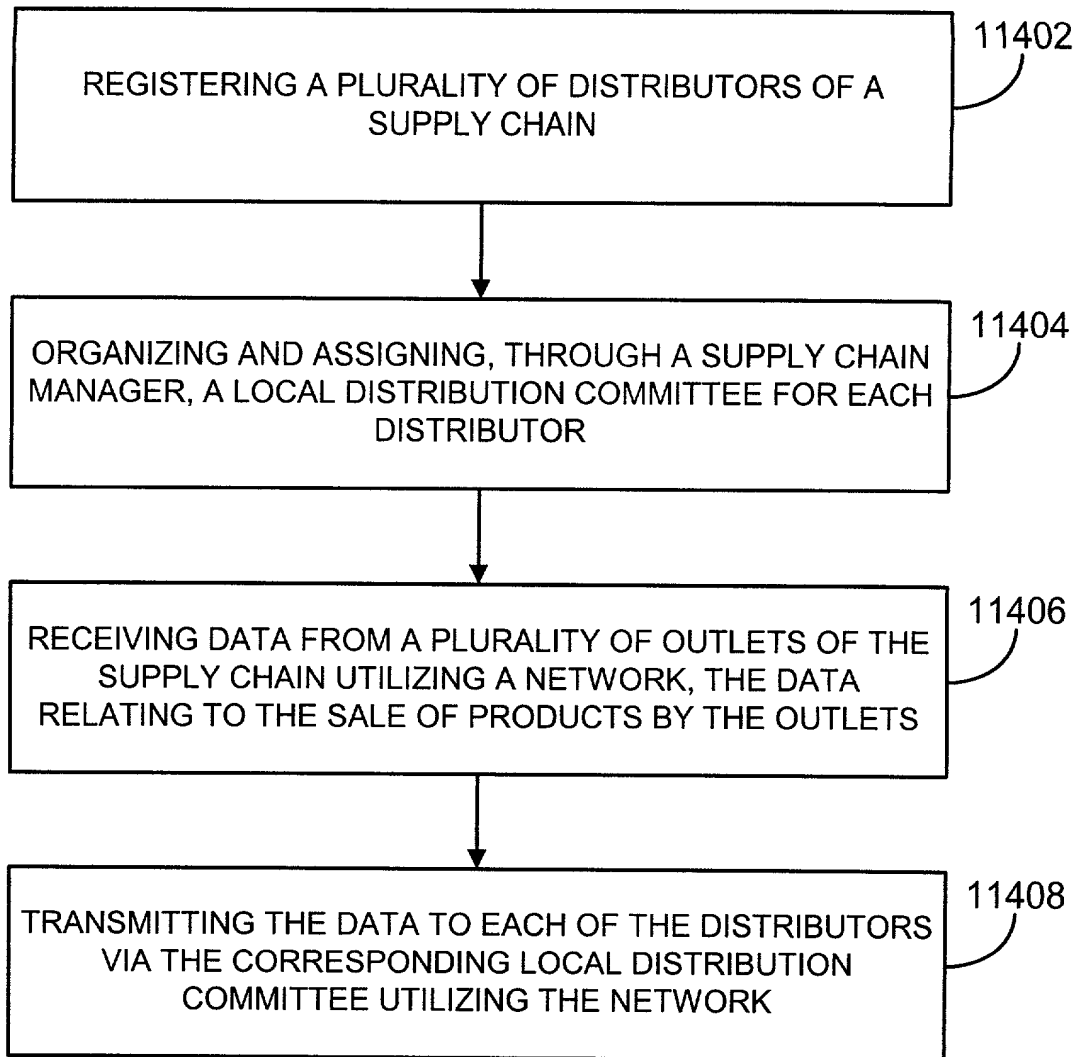 11402
REGISTERING A PLURALITY OF DISTRIBUTORS OF A
SUPPLY CHAIN
11404
ORGANIZING AND ASSIGNING, THROUGH A SUPPLY CHAIN
MANAGER, A LOCAL DISTRIBUTION COMMITTEE FOR EACH
DISTRIBUTOR
11406
RECEIVING DATA FROM A PLURALITY OF OUTLETS OF THE
SUPPLY CHAIN UTILIZING A NETWORK, THE DATA
RELATING TO THE SALE OF PRODUCTS BY THE OUTLETS
11408
TRANSMITTING THE DATA TO EACH OF THE DISTRIBUTORS
VIA THE CORRESPONDING LOCAL DISTRIBUTION
COMMITTEE UTILIZING THE NETWORK